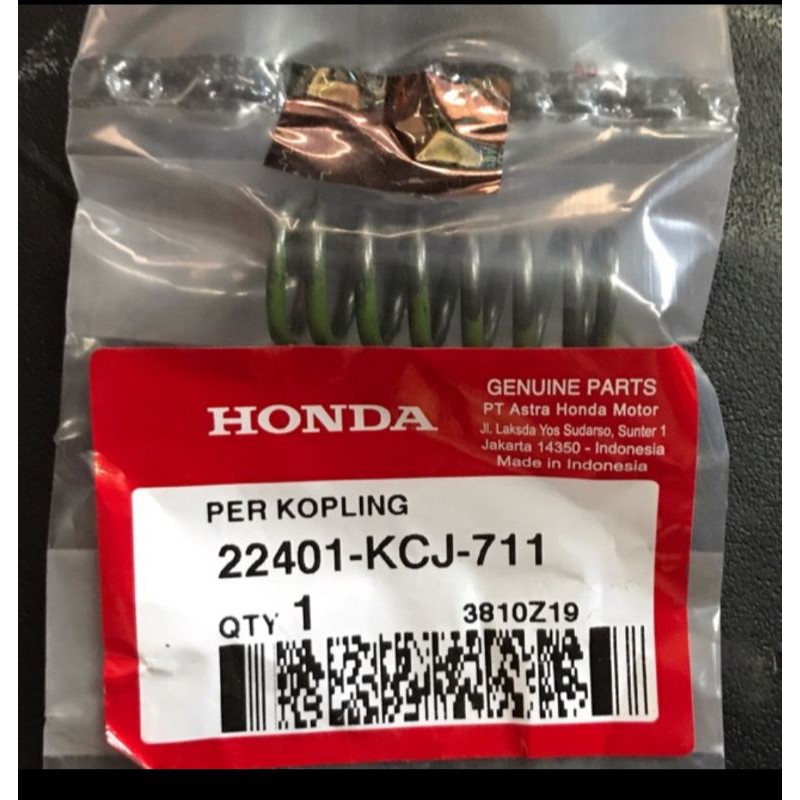 HONDA
GENUINE PARTS
PT Astra Honda Motor
Jl. Laksda Yos Sudarso, Sunter 1
Jakarta 14350 - Indonesia
Made in Indonesia
PER KOPLING
22401-KCJ-711
QTY 1
3810Z19